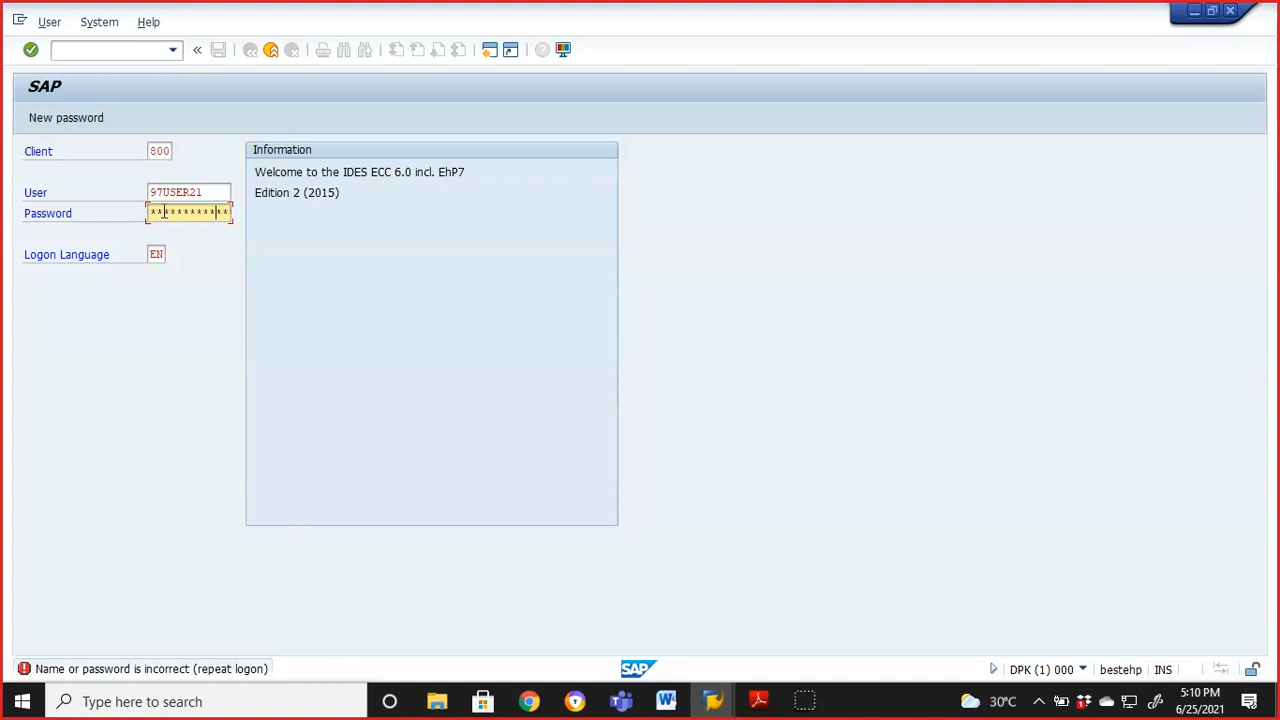 User System Help
SAP
New password
Client 800
Information
Welcome to the IDES ECC 6.0 incl. EhP7
User 97USER21
Edition 2 (2015)
Password ************
Logon Language EN
Name or password is incorrect (repeat logon)
SAP
DPK (1) 000 bestehp INS
Type here to search
30°C
5:10 PM
6/25/2021